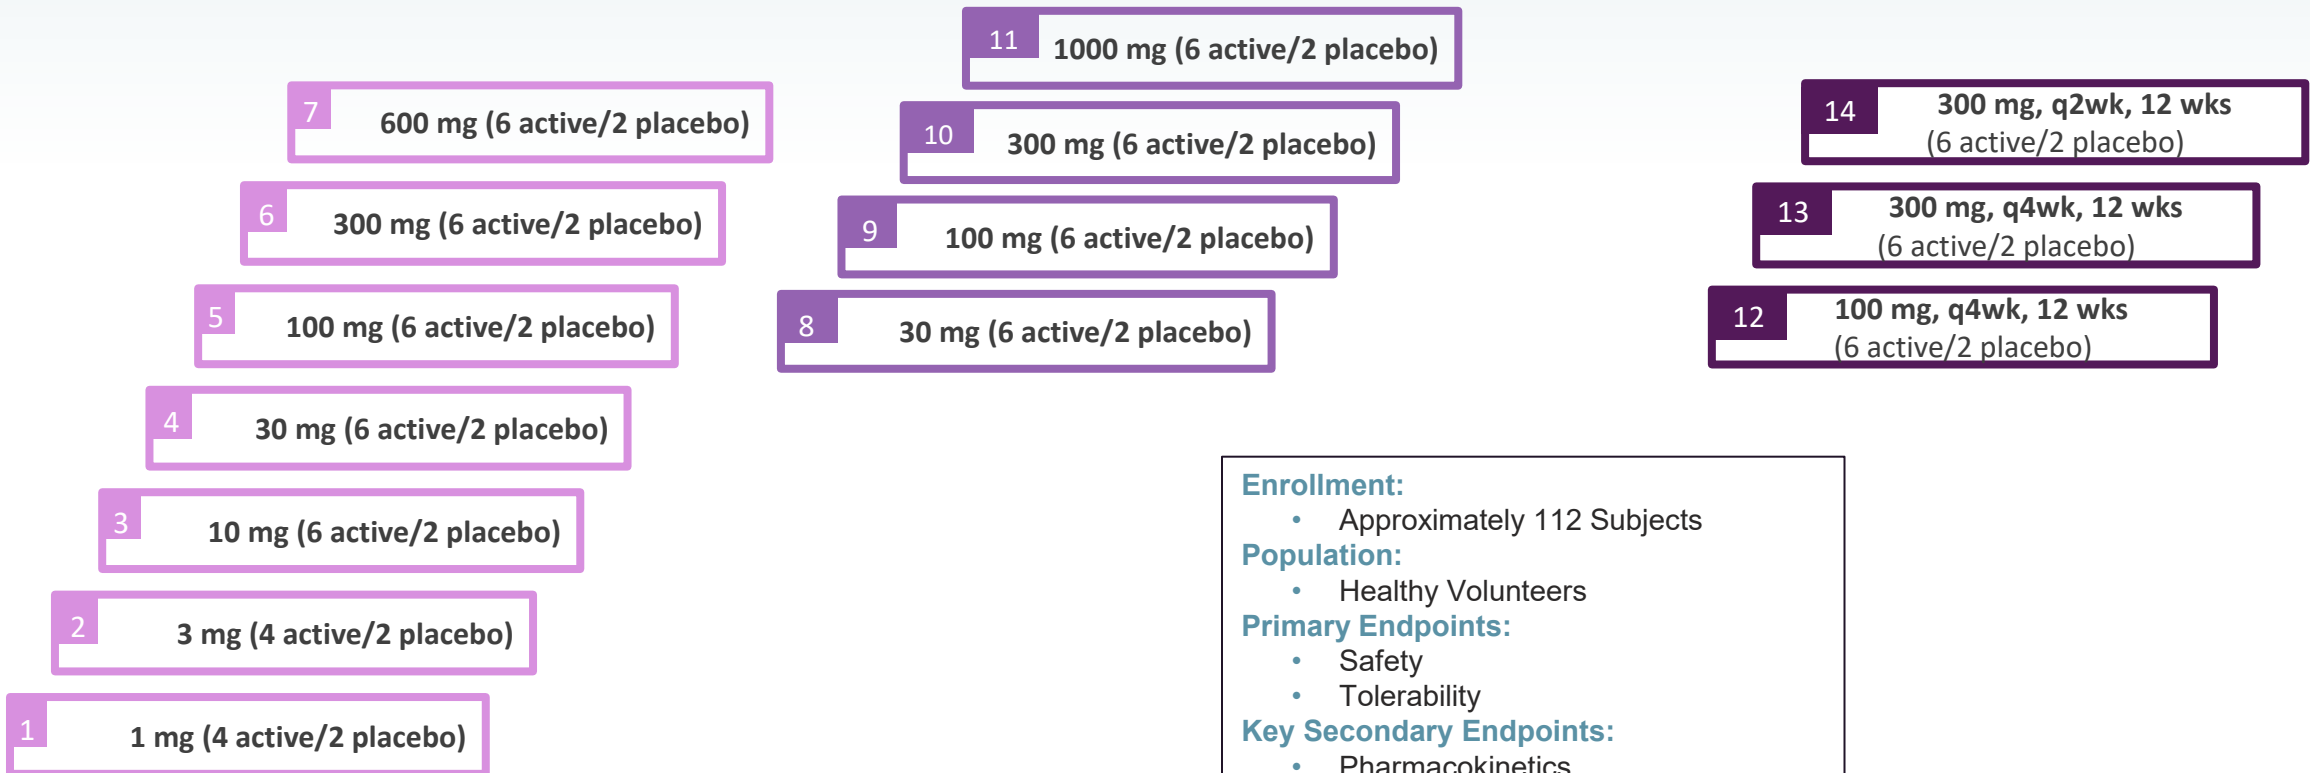 7
600 mg (6 active/2 placebo)
6
300 mg (6 active/2 placebo)
5
100 mg (6 active/2 placebo)
4
30 mg (6 active/2 placebo)
3
10 mg (6 active/2 placebo)
2
3 mg (4 active/2 placebo)
1
1 mg (4 active/2 placebo)
11
1000 mg (6 active/2 placebo)
10
300 mg (6 active/2 placebo)
9
100 mg (6 active/2 placebo)
8
30 mg (6 active/2 placebo)
14
300 mg, q2wk, 12 wks
(6 active/2 placebo)
13
300 mg, q4wk, 12 wks
(6 active/2 placebo)
12
100 mg, q4wk, 12 wks
(6 active/2 placebo)
Enrollment:
• Approximately 112 Subjects
Population:
• Healthy Volunteers
Primary Endpoints:
• Safety
• Tolerability
Key Secondary Endpoints:
• Pharmacokinetics